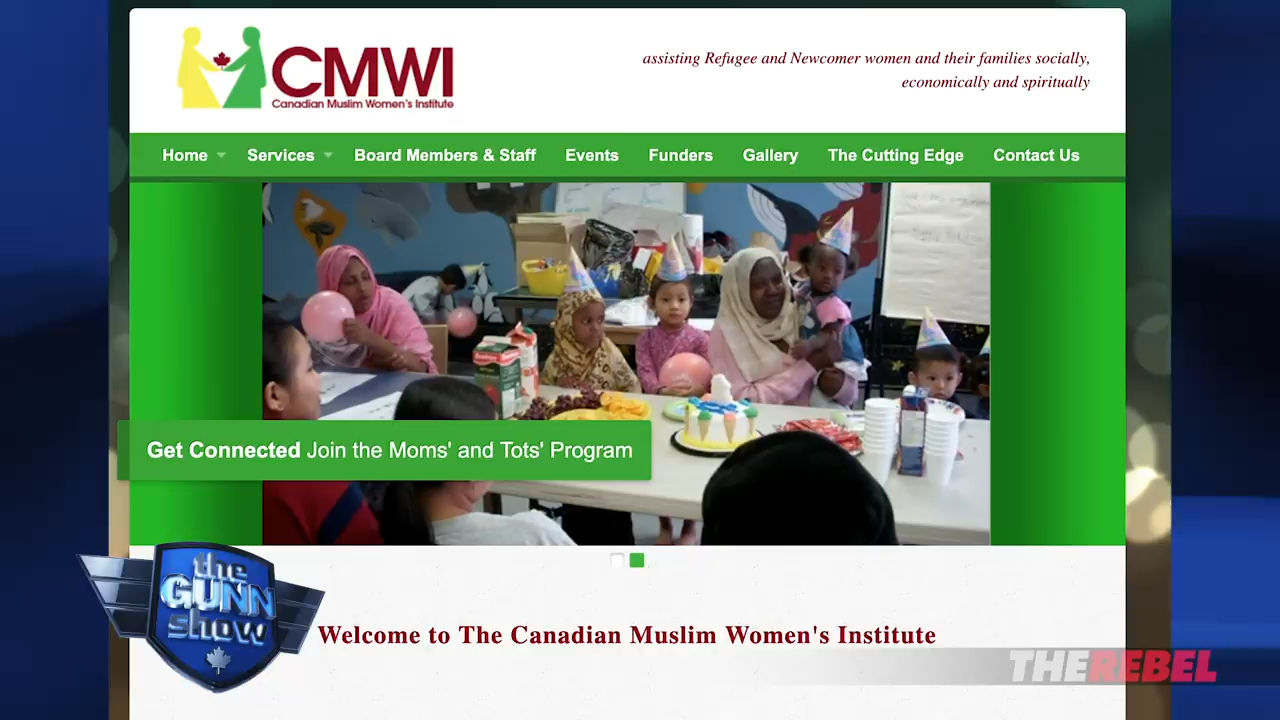 CMWI
Canadian Muslim Women's Institute
assisting Refugee and Newcomer women and their families socially,
economically and spiritually
Home Services Board Members & Staff Events Funders Gallery The Cutting Edge Contact Us
Get Connected Join the Moms' and Tots' Program
the
GUNN
show
Welcome to The Canadian Muslim Women's Institute
THEREBEL